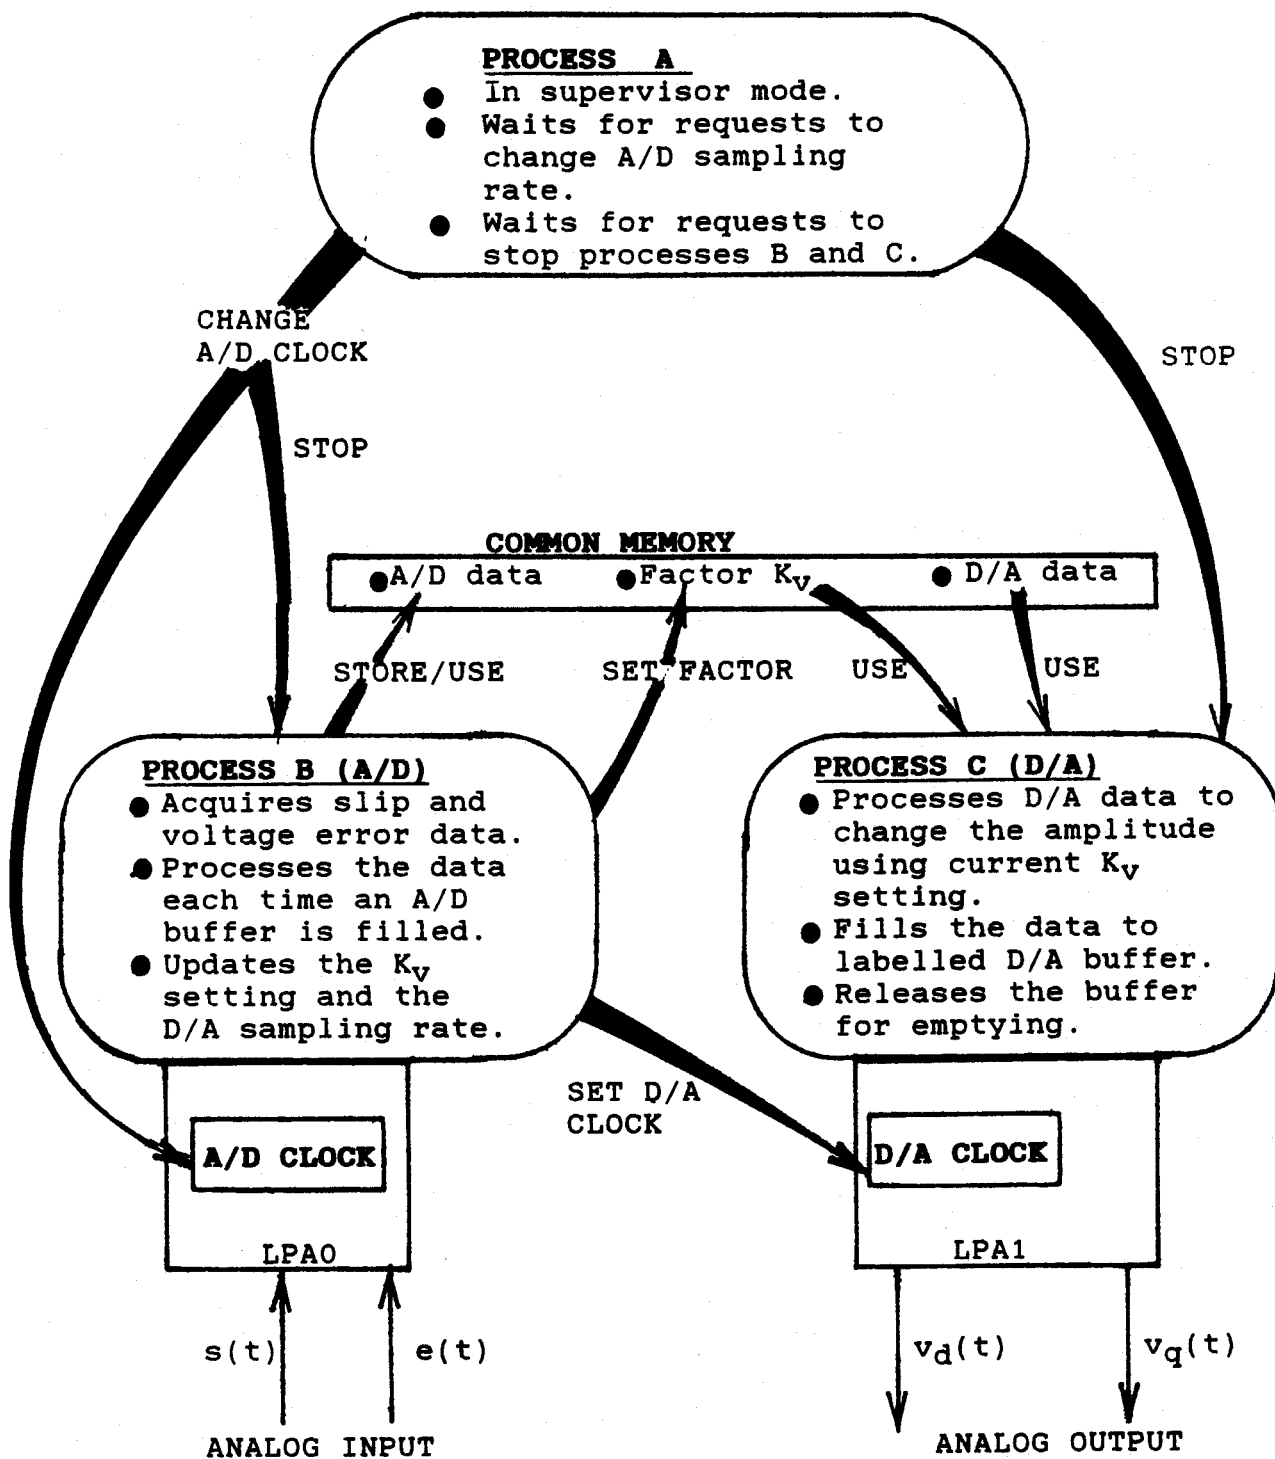 PROCESS A
● In supervisor mode.
● Waits for requests to
change A/D sampling
rate.
● Waits for requests to
stop processes B and C.
CHANGE
A/D CLOCK
STOP
STOP
COMMON MEMORY
● A/D data ● Factor Kv ● D/A data
STORE/USE SET FACTOR USE USE
PROCESS B (A/D)
● Acquires slip and
voltage error data.
● Processes the data
each time an A/D
buffer is filled.
● Updates the Kv
setting and the
D/A sampling rate.
PROCESS C (D/A)
● Processes D/A data to
change the amplitude
using current Kv
setting.
● Fills the data to
labelled D/A buffer.
● Releases the buffer
for emptying.
SET D/A
CLOCK
A/D CLOCK
D/A CLOCK
LPA0
LPA1
s(t) e(t)
vd(t) vq(t)
ANALOG INPUT
ANALOG OUTPUT